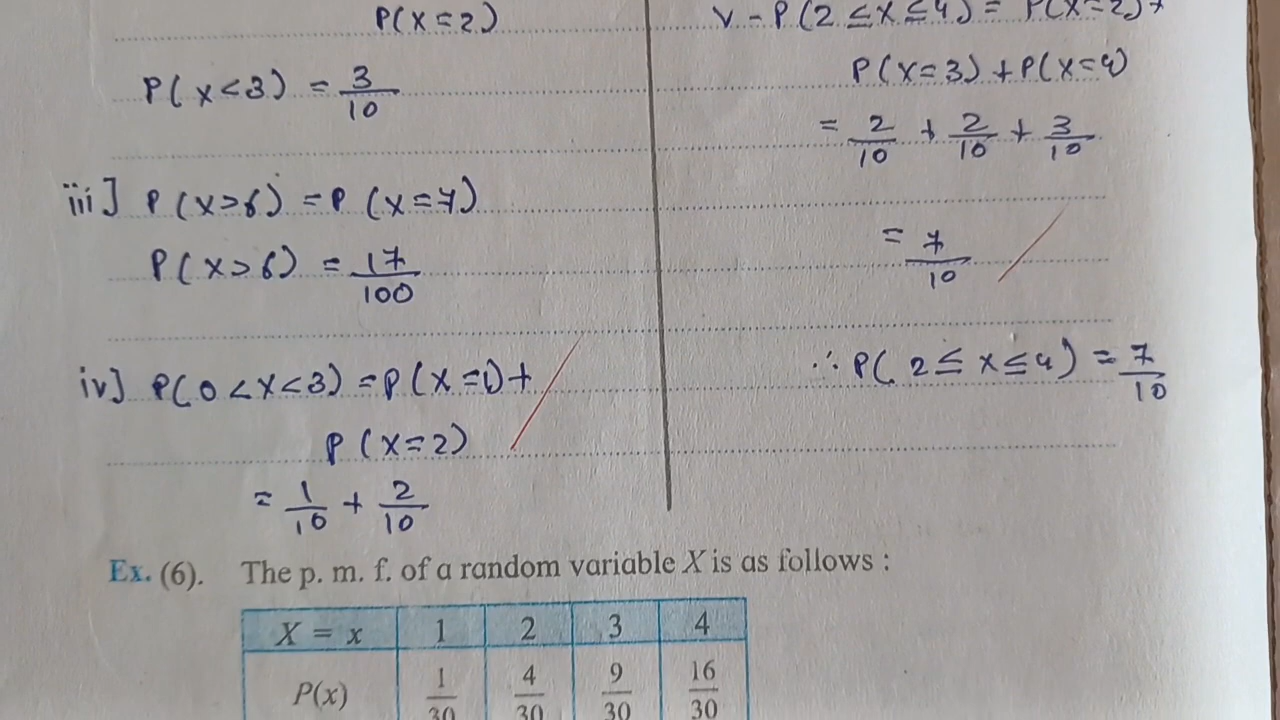 P(X=2)
P(X<3) = 3/10
iii] P(X>6) = P(X=7)
P(X>6) = 17/100
iv] P(0<X<3) = P(X=1) +
P(X=2)
= 1/10 + 2/10
V - P(2 ≤ X ≤ 4) = P(X=2) +
P(X=3) + P(X=4)
= 2/10 + 2/10 + 3/10
= 7/10
∴ P(2 ≤ X ≤ 4) = 7/10
Ex. (6). The p. m. f. of a random variable X is as follows :
X = x 1 2 3 4
P(x) 1/30 4/30 9/30 16/30